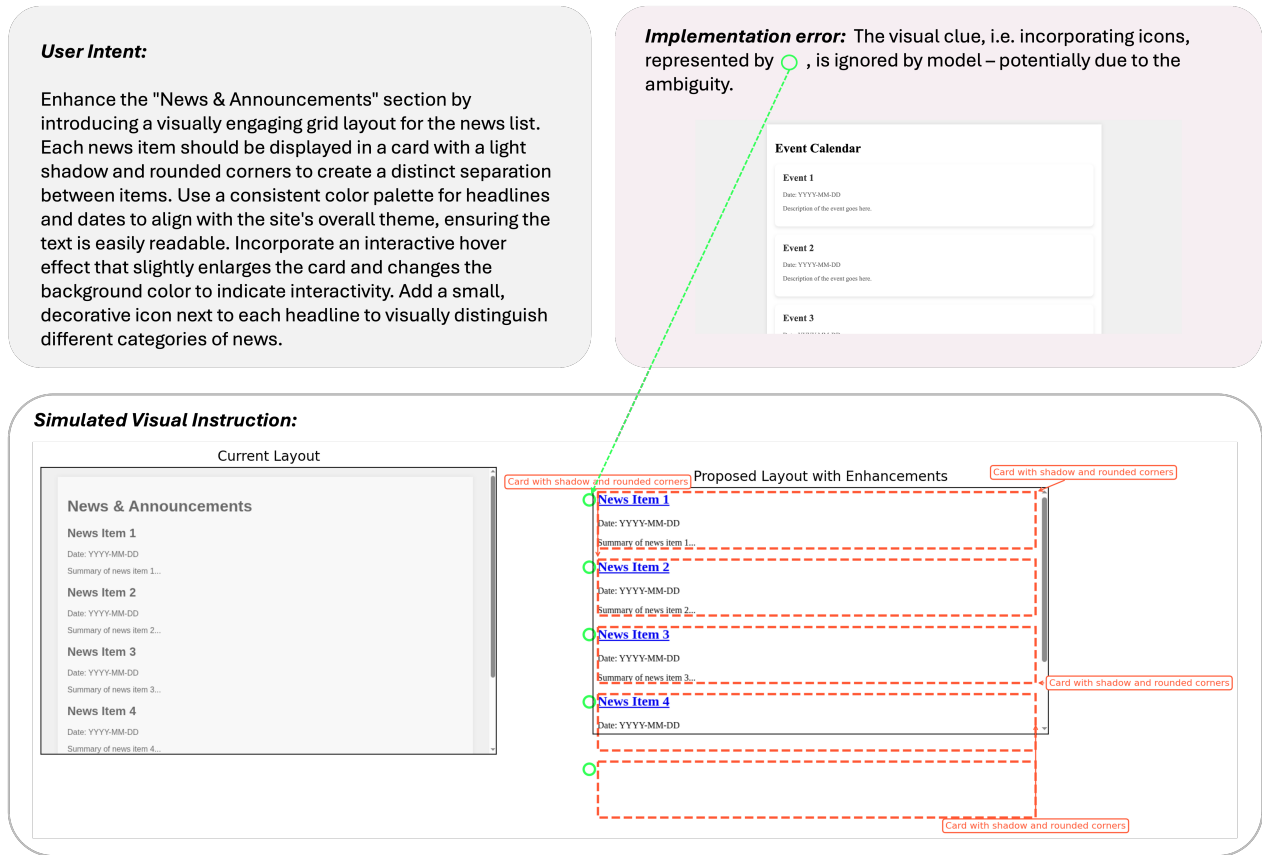 User Intent:
Enhance the "News & Announcements" section by
introducing a visually engaging grid layout for the news list.
Each news item should be displayed in a card with a light
shadow and rounded corners to create a distinct separation
between items. Use a consistent color palette for headlines
and dates to align with the site's overall theme, ensuring the
text is easily readable. Incorporate an interactive hover
effect that slightly enlarges the card and changes the
background color to indicate interactivity. Add a small,
decorative icon next to each headline to visually distinguish
different categories of news.
Implementation error: The visual clue, i.e. incorporating icons,
represented by , is ignored by model – potentially due to the
ambiguity.
Event Calendar
Event 1
Date: YYYY-MM-DD
Description of the event goes here.
Event 2
Date: YYYY-MM-DD
Description of the event goes here.
Event 3
Simulated Visual Instruction:
Current Layout
News & Announcements
News Item 1
Date: YYYY-MM-DD
Summary of news item 1...
News Item 2
Date: YYYY-MM-DD
Summary of news item 2...
News Item 3
Date: YYYY-MM-DD
Summary of news item 3...
News Item 4
Date: YYYY-MM-DD
Summary of news item 4...
Proposed Layout with Enhancements
Card with shadow and rounded corners
Card with shadow and rounded corners
News Item 1
Date: YYYY-MM-DD
Summary of news item 1...
News Item 2
Date: YYYY-MM-DD
Summary of news item 2...
News Item 3
Date: YYYY-MM-DD
Summary of news item 3...
Card with shadow and rounded corners
News Item 4
Date: YYYY-MM-DD
Card with shadow and rounded corners